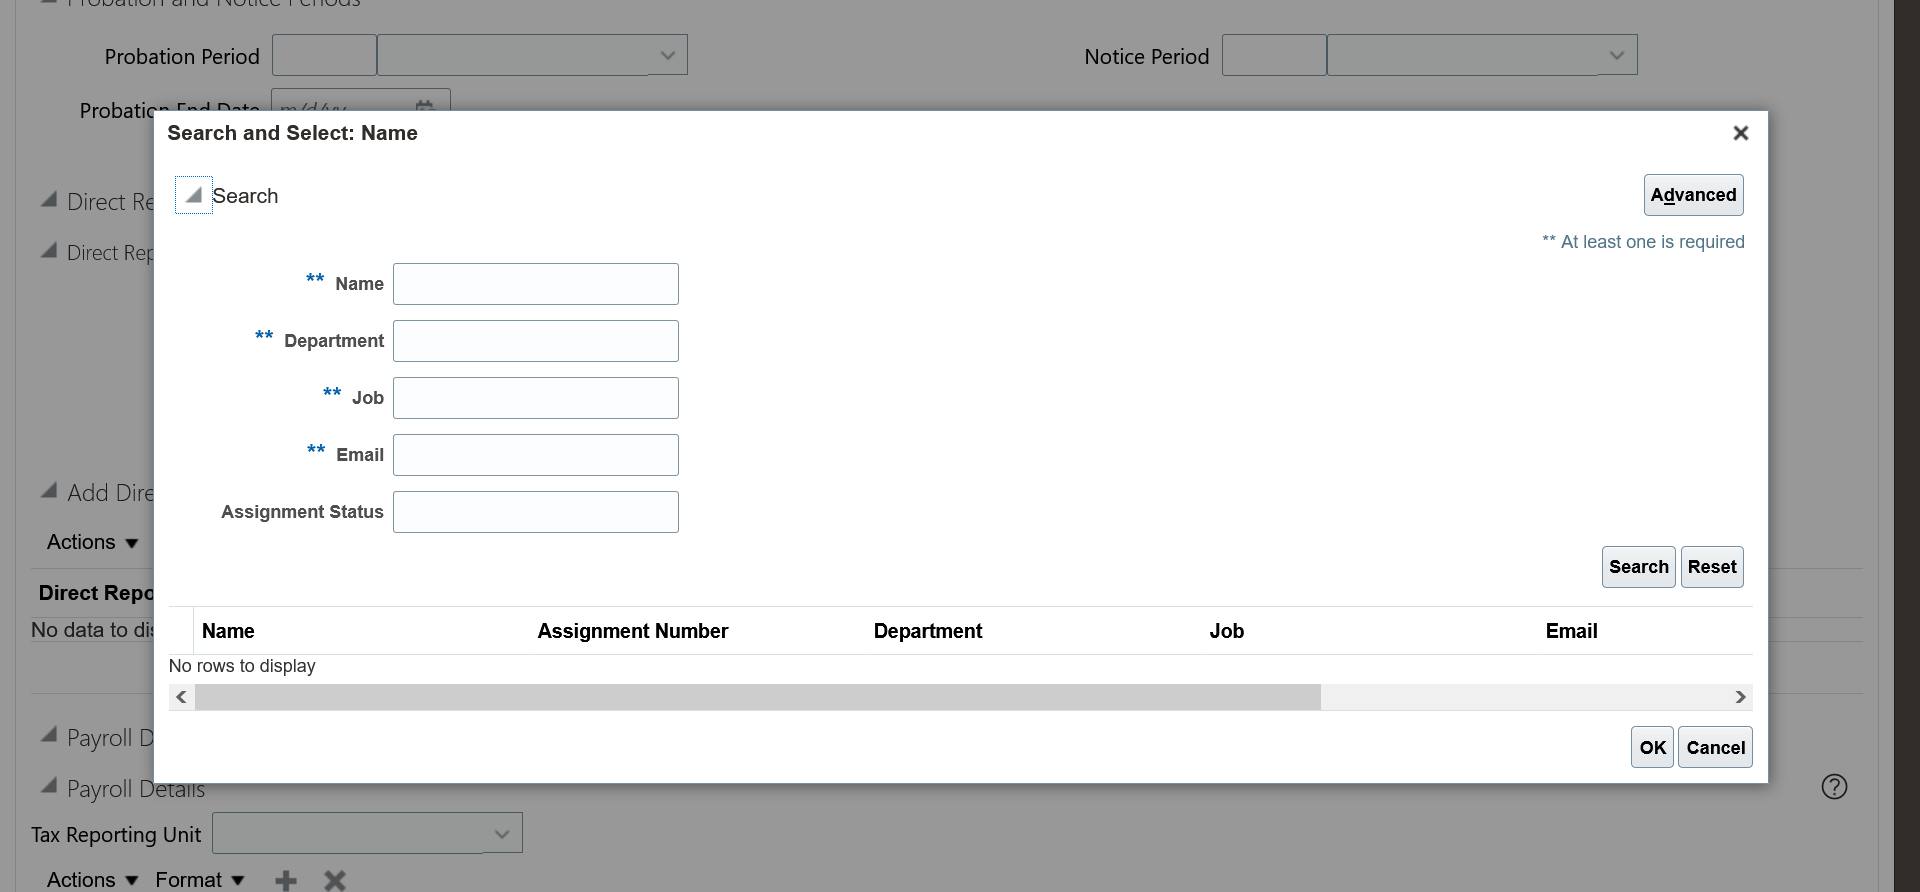 Probation and Notice Periods
Probation Period
Notice Period
Probation End Date m/d/yy
Search and Select: Name
Search
Advanced
** At least one is required
** Name
** Department
** Job
** Email
Assignment Status
Search Reset
Name Assignment Number Department Job Email
No rows to display
OK Cancel
Direct Re
Direct Rep
Add Dire
Actions
Direct Repo
No data to dis
Payroll D
Payroll Details
Tax Reporting Unit
Actions Format